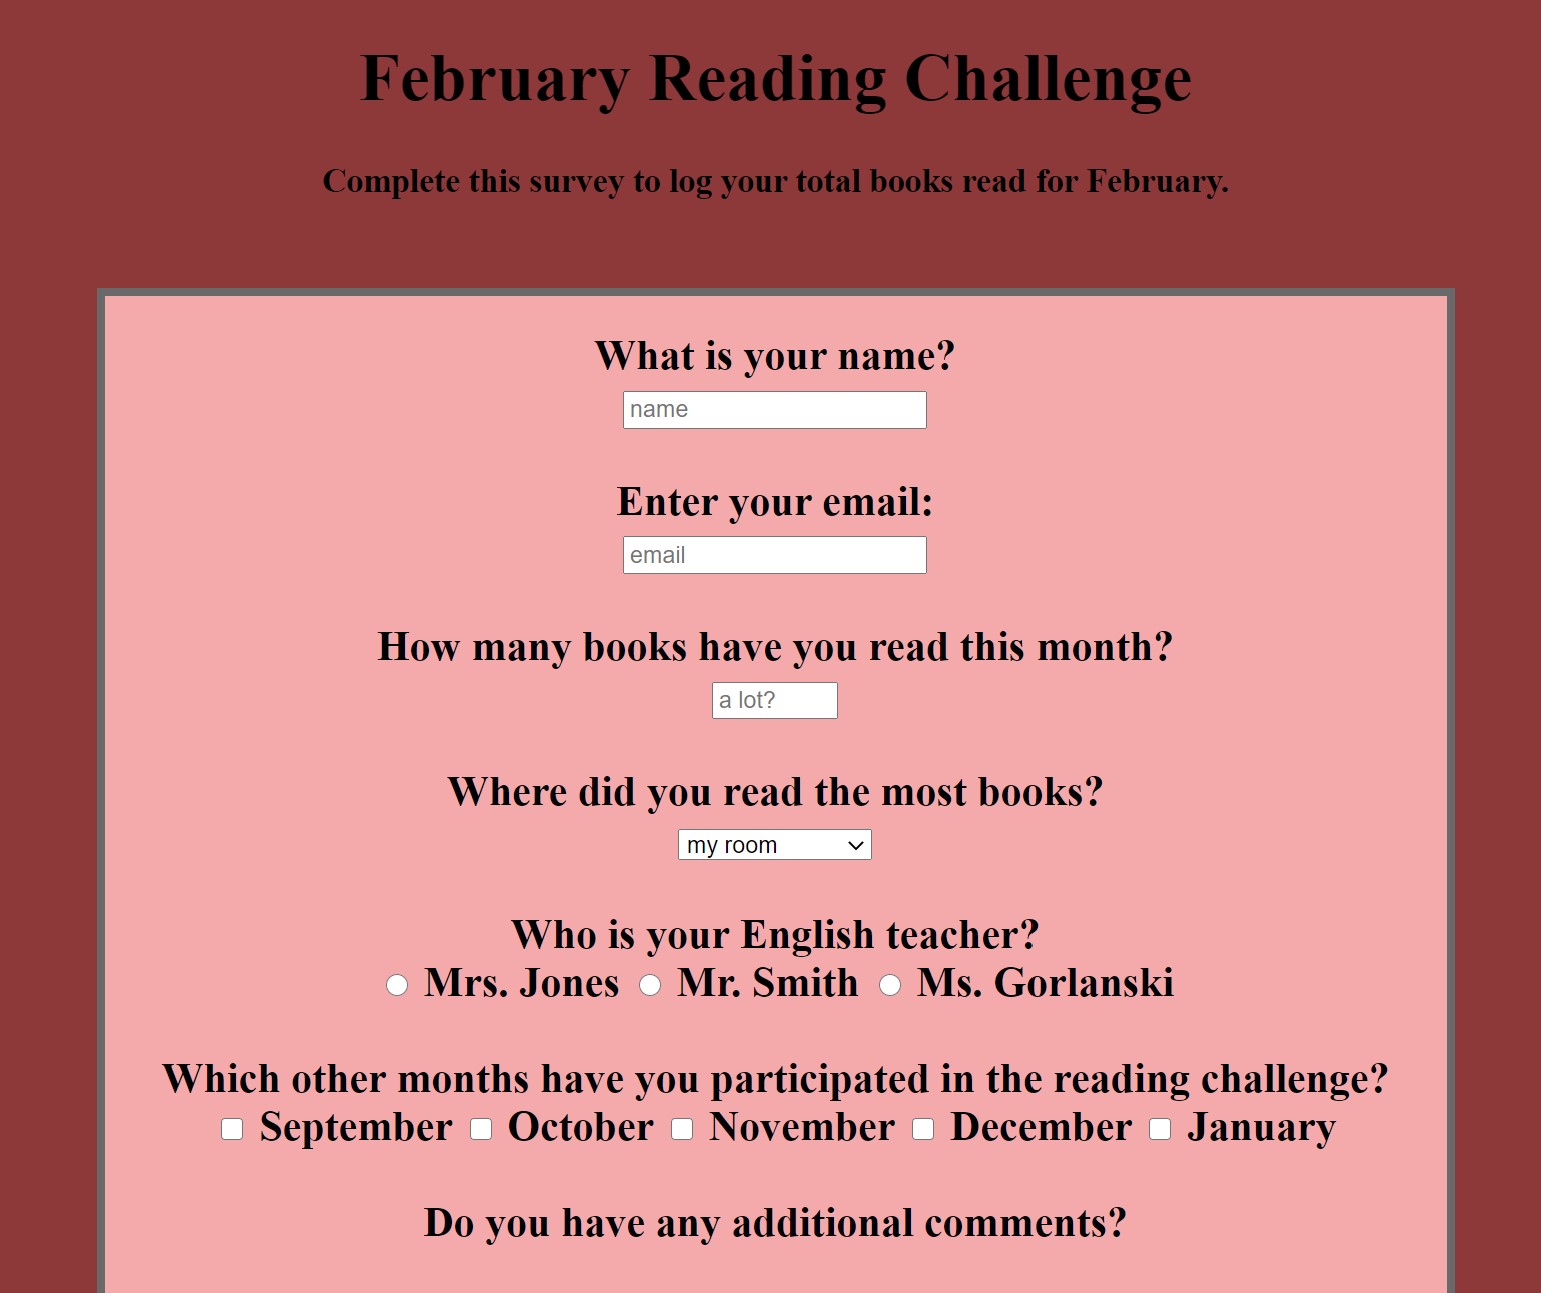 February Reading Challenge
Complete this survey to log your total books read for February.
What is your name?
name
Enter your email:
email
How many books have you read this month?
a lot?
Where did you read the most books?
my room
Who is your English teacher?
Mrs. Jones Mr. Smith Ms. Gorlanski
Which other months have you participated in the reading challenge?
September October November December January
Do you have any additional comments?